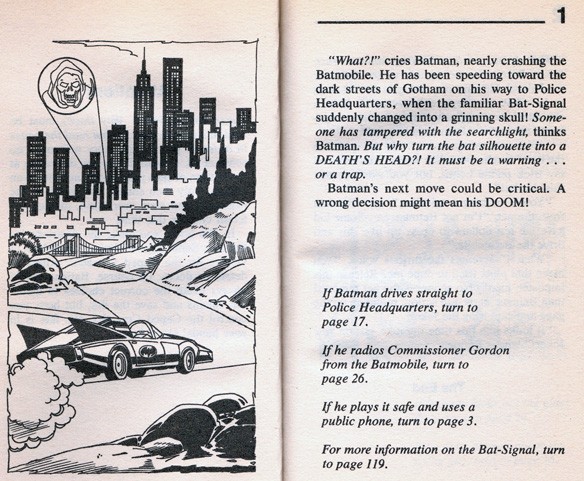 1
"What?!" cries Batman, nearly crashing the
Batmobile. He has been speeding toward the
dark streets of Gotham on his way to Police
Headquarters, when the familiar Bat-Signal
suddenly changed into a grinning skull! Some-
one has tampered with the searchlight, thinks
Batman. But why turn the bat silhouette into a
DEATH'S HEAD?! It must be a warning . . .
or a trap.
Batman's next move could be critical. A
wrong decision might mean his DOOM!
If Batman drives straight to
Police Headquarters, turn to
page 17.
If he radios Commissioner Gordon
from the Batmobile, turn to
page 26.
If he plays it safe and uses a
public phone, turn to page 3.
For more information on the Bat-Signal, turn
to page 119.